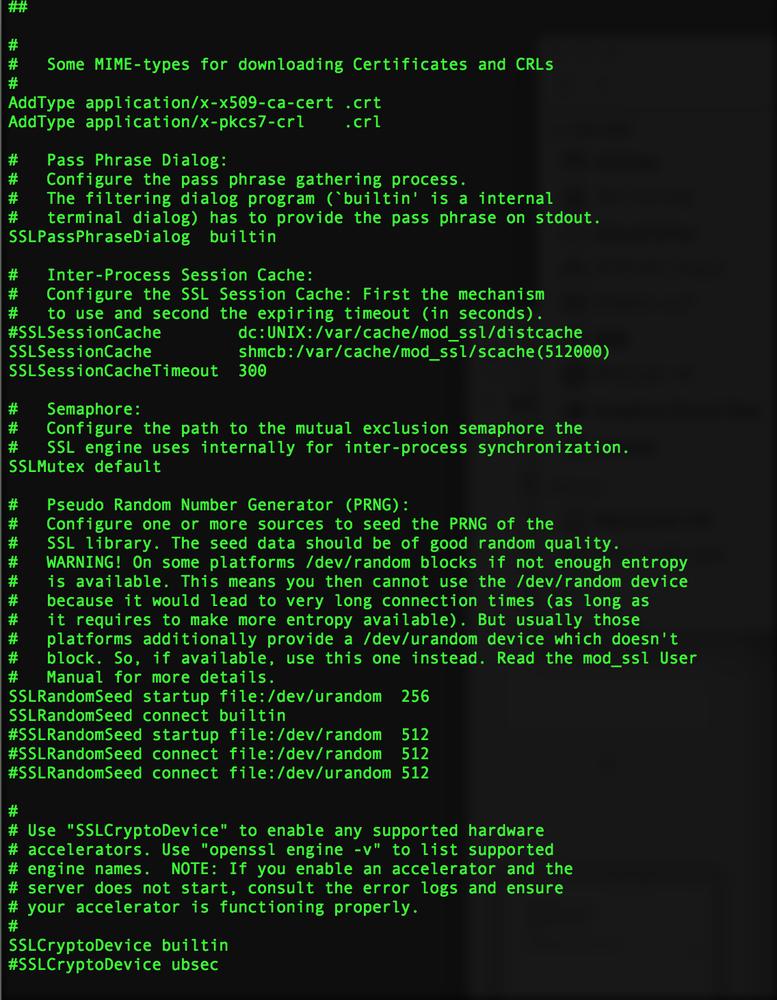 ##
#
#   Some MIME-types for downloading Certificates and CRLs
#
AddType application/x-x509-ca-cert .crt
AddType application/x-pkcs7-crl    .crl
#   Pass Phrase Dialog:
#   Configure the pass phrase gathering process.
#   The filtering dialog program (`builtin' is a internal
#   terminal dialog) has to provide the pass phrase on stdout.
SSLPassPhraseDialog  builtin
#   Inter-Process Session Cache:
#   Configure the SSL Session Cache: First the mechanism
#   to use and second the expiring timeout (in seconds).
#SSLSessionCache        dc:UNIX:/var/cache/mod_ssl/distcache
SSLSessionCache         shmcb:/var/cache/mod_ssl/scache(512000)
SSLSessionCacheTimeout  300
#   Semaphore:
#   Configure the path to the mutual exclusion semaphore the
#   SSL engine uses internally for inter-process synchronization.
SSLMutex default
#   Pseudo Random Number Generator (PRNG):
#   Configure one or more sources to seed the PRNG of the
#   SSL library. The seed data should be of good random quality.
#   WARNING! On some platforms /dev/random blocks if not enough entropy
#   is available. This means you then cannot use the /dev/random device
#   because it would lead to very long connection times (as long as
#   it requires to make more entropy available). But usually those
#   platforms additionally provide a /dev/urandom device which doesn't
#   block. So, if available, use this one instead. Read the mod_ssl User
#   Manual for more details.
SSLRandomSeed startup file:/dev/urandom  256
SSLRandomSeed connect builtin
#SSLRandomSeed startup file:/dev/random  512
#SSLRandomSeed connect file:/dev/random  512
#SSLRandomSeed connect file:/dev/urandom 512
#
# Use "SSLCryptoDevice" to enable any supported hardware
# accelerators. Use "openssl engine -v" to list supported
# engine names.  NOTE: If you enable an accelerator and the
# server does not start, consult the error logs and ensure
# your accelerator is functioning properly.
#
SSLCryptoDevice builtin
#SSLCryptoDevice ubsec